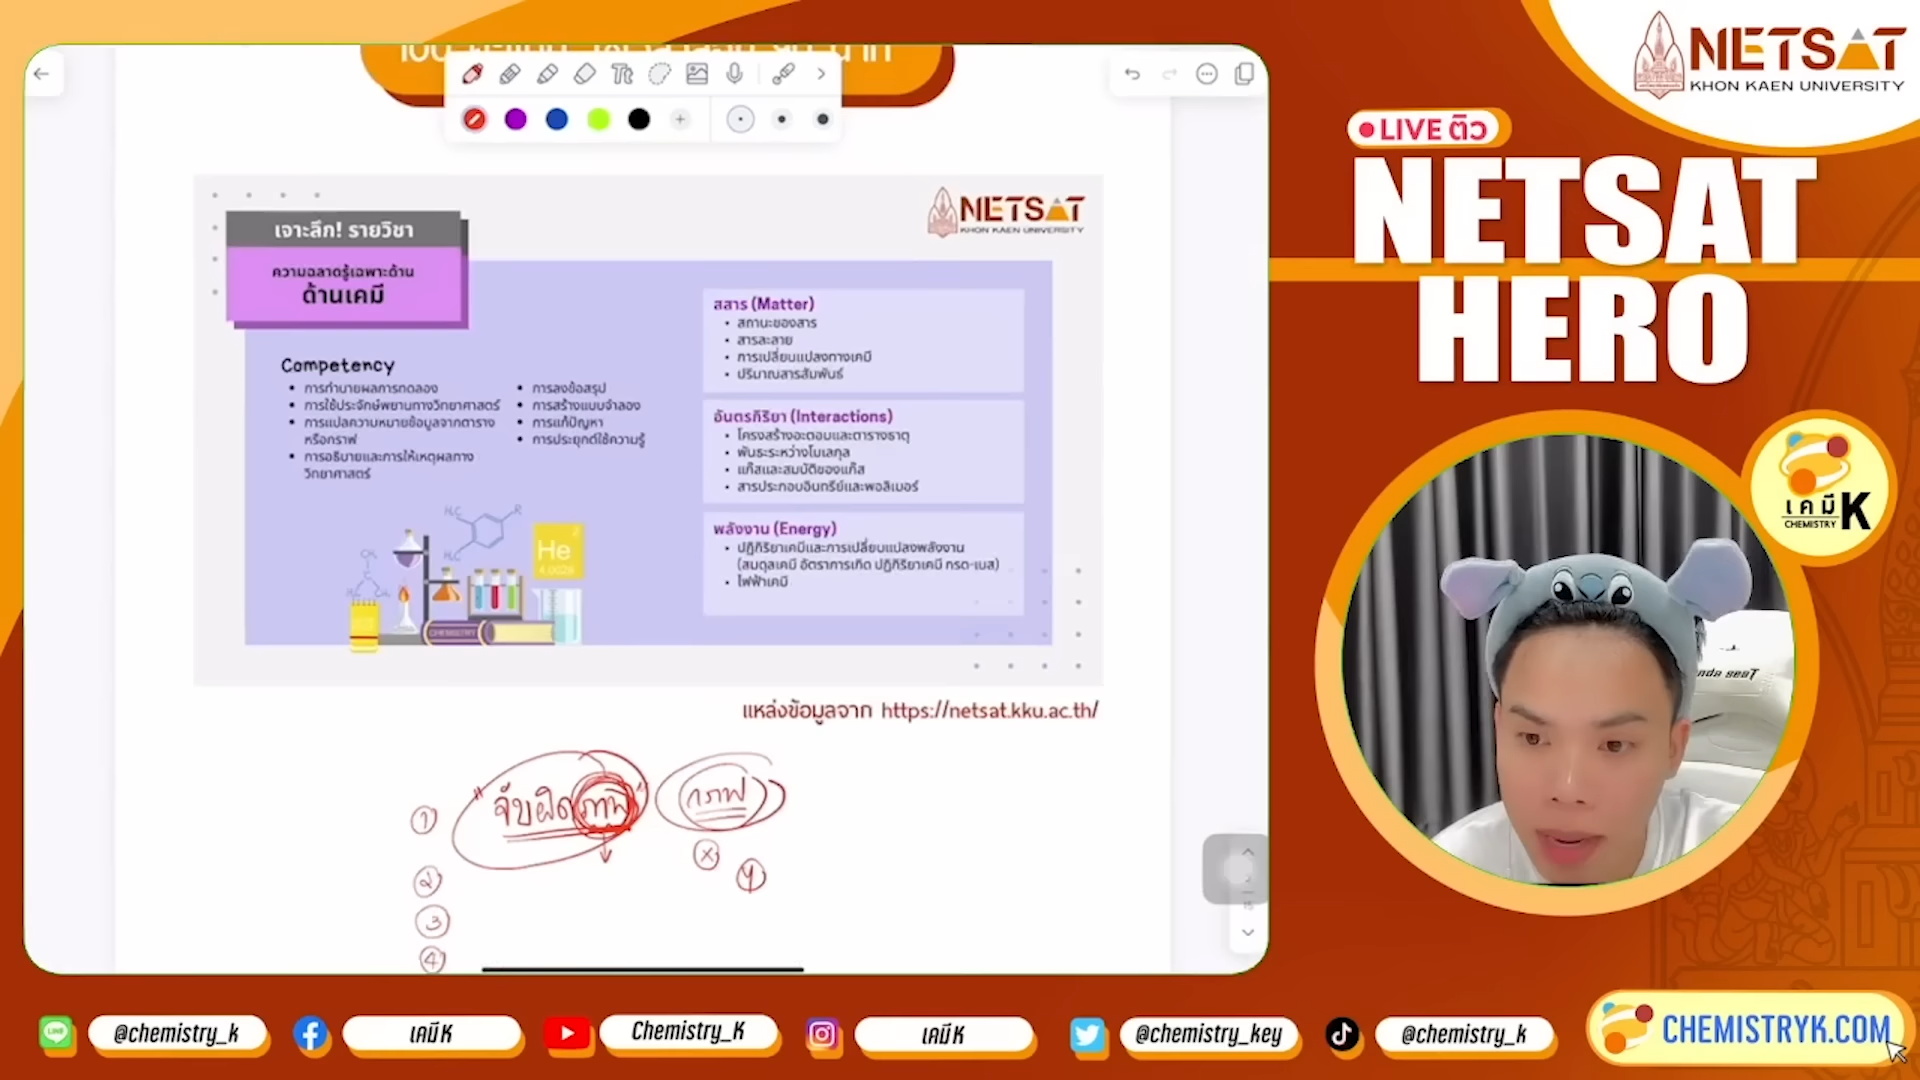 NETSAT
KHON KAEN UNIVERSITY
LIVE ติว
NETSAT
HERO
เคมี K
CHEMISTRY
Tt
NETSAT
KHON KAEN UNIVERSITY
เจาะลึก! รายวิชา
ความฉลาดรู้เฉพาะด้าน
ด้านเคมี
Competency
• การทำนายผลการทดลอง
• การใช้ประจักษ์พยานทางวิทยาศาสตร์
• การแปลความหมายข้อมูลจากตาราง
หรือกราฟ
• การอธิบายและการให้เหตุผลทาง
วิทยาศาสตร์
• การลงข้อสรุป
• การสร้างแบบจำลอง
• การแก้ปัญหา
• การประยุกต์ใช้ความรู้
สสาร (Matter)
• สถานะของสาร
• สารละลาย
• การเปลี่ยนแปลงทางเคมี
• ปริมาณสารสัมพันธ์
อันตรกิริยา (Interactions)
• โครงสร้างอะตอมและตารางธาตุ
• พันธะระหว่างโมเลกุล
• แก๊สและสมบัติของแก๊ส
• สารประกอบอินทรีย์และพอลิเมอร์
พลังงาน (Energy)
• ปฏิกิริยาเคมีและการเปลี่ยนแปลงพลังงาน
(สมดุลเคมี อัตราการเกิด ปฏิกิริยาเคมี กรด-เบส)
• ไฟฟ้าเคมี
He
2
4.0026
CHEMISTRY
แหล่งข้อมูลจาก https://netsat.kku.ac.th/
1 "จับผิดภาพ" กราฟ
x y
2
3
4
15
@chemistry_k
เคมี K
Chemistry_K
เคมี K
@chemistry_key
@chemistry_k
CHEMISTRYK.COM
LINE